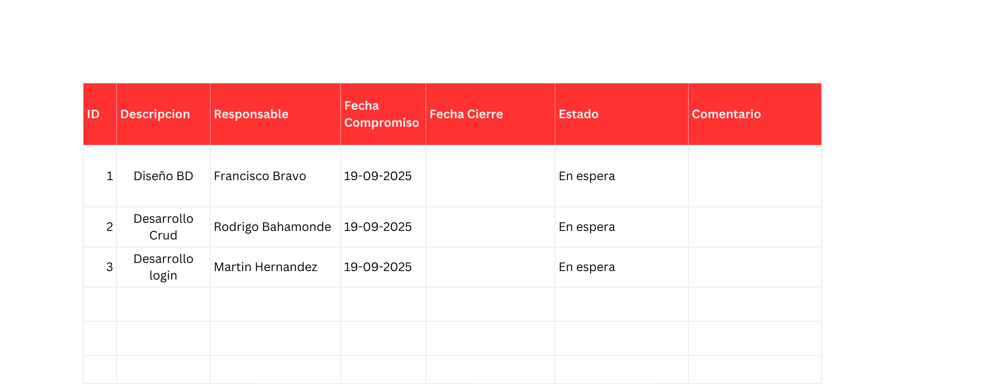 ID Descripcion Responsable Fecha Compromiso Fecha Cierre Estado Comentario
1 Diseño BD Francisco Bravo 19-09-2025 En espera
2 Desarrollo Crud Rodrigo Bahamonde 19-09-2025 En espera
3 Desarrollo login Martin Hernandez 19-09-2025 En espera